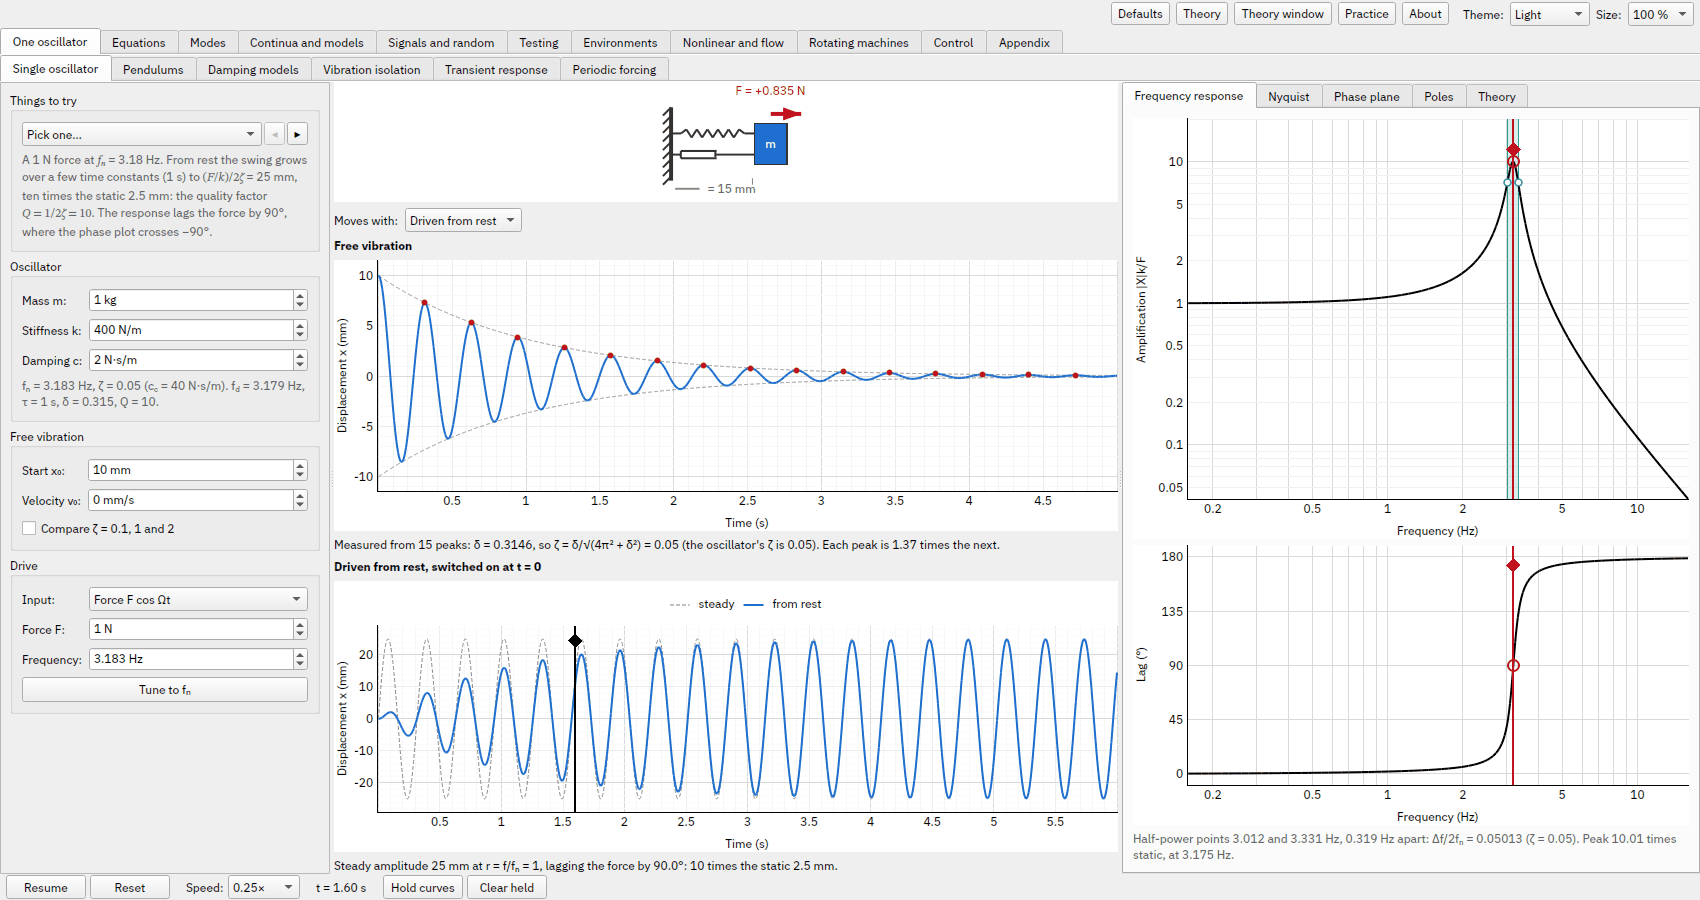 Defaults Theory Theory window Practice About Theme: Light Size: 100 %
One oscillator Equations Modes Continua and models Signals and random Testing Environments Nonlinear and flow Rotating machines Control Appendix
Single oscillator Pendulums Damping models Vibration isolation Transient response Periodic forcing
Things to try
Pick one...
A 1 N force at fₙ = 3.18 Hz. From rest the swing grows
over a few time constants (1 s) to (F/k)/2ζ = 25 mm,
ten times the static 2.5 mm: the quality factor
Q = 1/2ζ = 10. The response lags the force by 90°,
where the phase plot crosses −90°.
Oscillator
Mass m: 1 kg
Stiffness k: 400 N/m
Damping c: 2 N·s/m
fₙ = 3.183 Hz, ζ = 0.05 (c꜀ = 40 N·s/m). f_d = 3.179 Hz,
τ = 1 s, δ = 0.315, Q = 10.
Free vibration
Start x₀: 10 mm
Velocity v₀: 0 mm/s
Compare ζ = 0.1, 1 and 2
Drive
Input: Force F cos Ωt
Force F: 1 N
Frequency: 3.183 Hz
Tune to fₙ
F = +0.835 N
m
= 15 mm
Moves with: Driven from rest
Free vibration
Displacement x (mm)
10
5
0
-5
-10
0.5 1 1.5 2 2.5 3 3.5 4 4.5
Time (s)
Measured from 15 peaks: δ = 0.3146, so ζ = δ/√(4π² + δ²) = 0.05 (the oscillator's ζ is 0.05). Each peak is 1.37 times the next.
Driven from rest, switched on at t = 0
steady from rest
Displacement x (mm)
20
10
0
-10
-20
0.5 1 1.5 2 2.5 3 3.5 4 4.5 5 5.5
Time (s)
Steady amplitude 25 mm at r = f/fₙ = 1, lagging the force by 90.0°: 10 times the static 2.5 mm.
Frequency response Nyquist Phase plane Poles Theory
Amplification |X|k/F
10
5
2
1
0.5
0.2
0.1
0.05
0.2 0.5 1 2 5 10
Frequency (Hz)
Lag (°)
180
135
90
45
0
0.2 0.5 1 2 5 10
Frequency (Hz)
Half-power points 3.012 and 3.331 Hz, 0.319 Hz apart: Δf/2fₙ = 0.05013 (ζ = 0.05). Peak 10.01 times
static, at 3.175 Hz.
Resume Reset Speed: 0.25× t = 1.60 s Hold curves Clear held